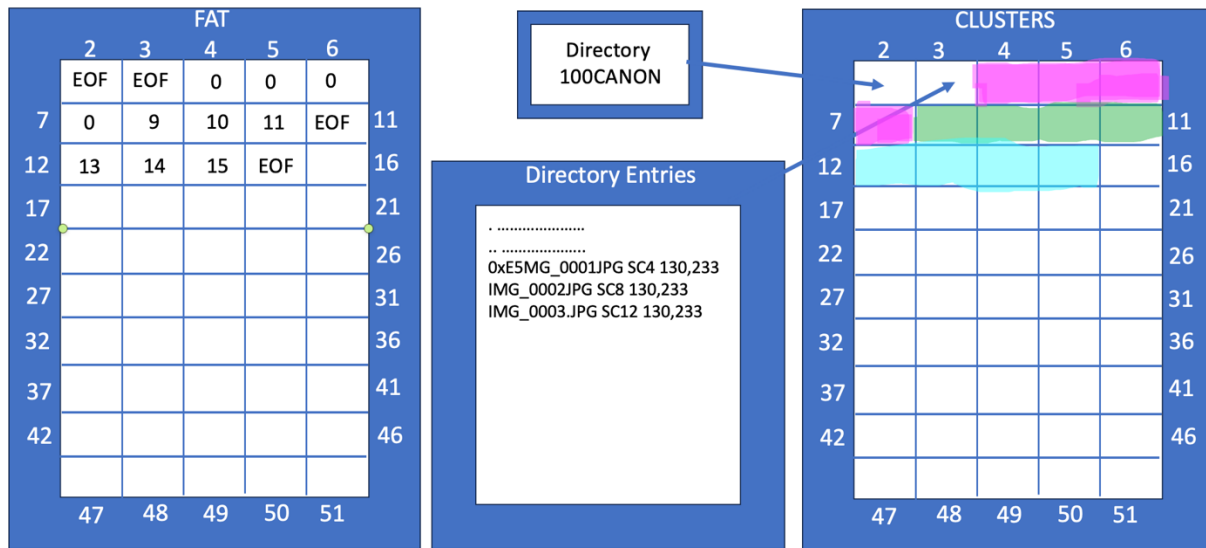 FAT
2 3 4 5 6
EOF EOF 0 0 0
7 0 9 10 11 EOF 11
12 13 14 15 EOF 16
17 21
22 26
27 31
32 36
37 41
42 46
47 48 49 50 51
Directory
100CANON
Directory Entries
. .....................
.. ...................
0xE5MG_0001JPG SC4 130,233
IMG_0002JPG SC8 130,233
IMG_0003.JPG SC12 130,233
CLUSTERS
2 3 4 5 6
7 11
12 16
17 21
22 26
27 31
32 36
37 41
42 46
47 48 49 50 51